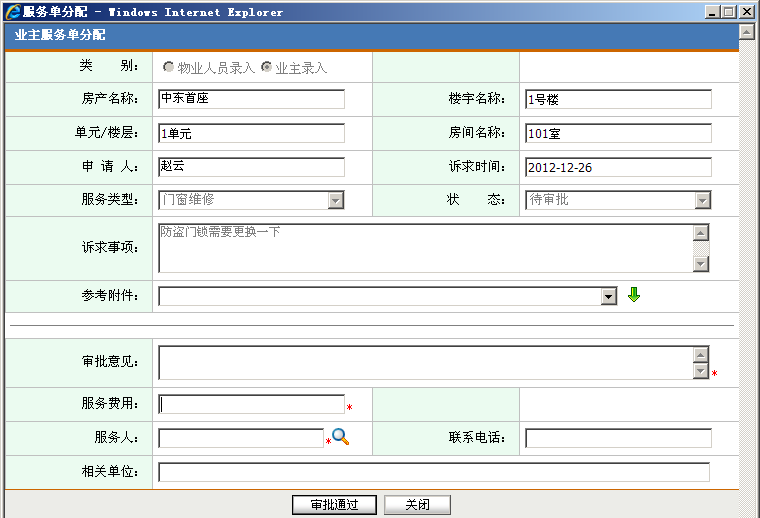 服务单分配 - Windows Internet Explorer
业主服务单分配
类 别: 物业人员录入 业主录入
房产名称: 中东首座 楼宇名称: 1号楼
单元/楼层: 1单元 房间名称: 101室
申 请 人: 赵云 诉求时间: 2012-12-26
服务类型: 门窗维修 状 态: 待审批
诉求事项: 防盗门锁需要更换一下
参考附件:
审批意见: *
服务费用: *
服务人: * 联系电话:
相关单位:
审批通过 关闭